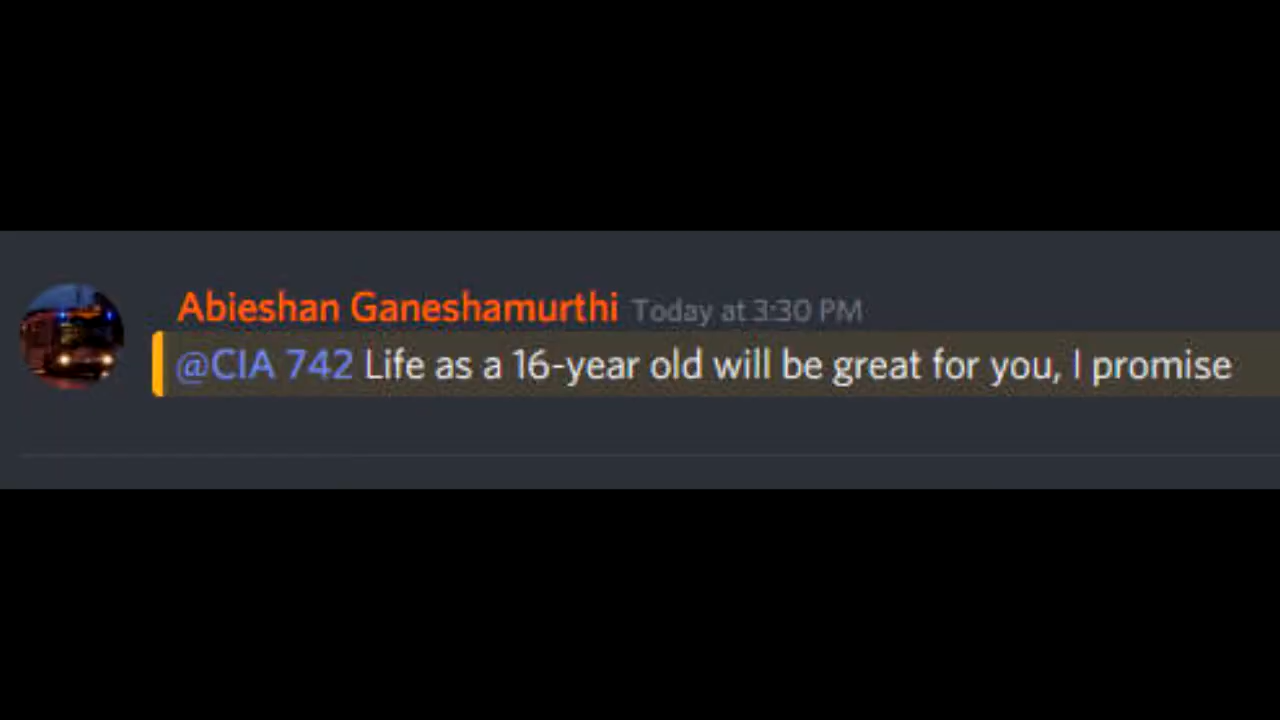 Abieshan Ganeshamurthi Today at 3:30 PM
@CIA 742 Life as a 16-year old will be great for you, I promise